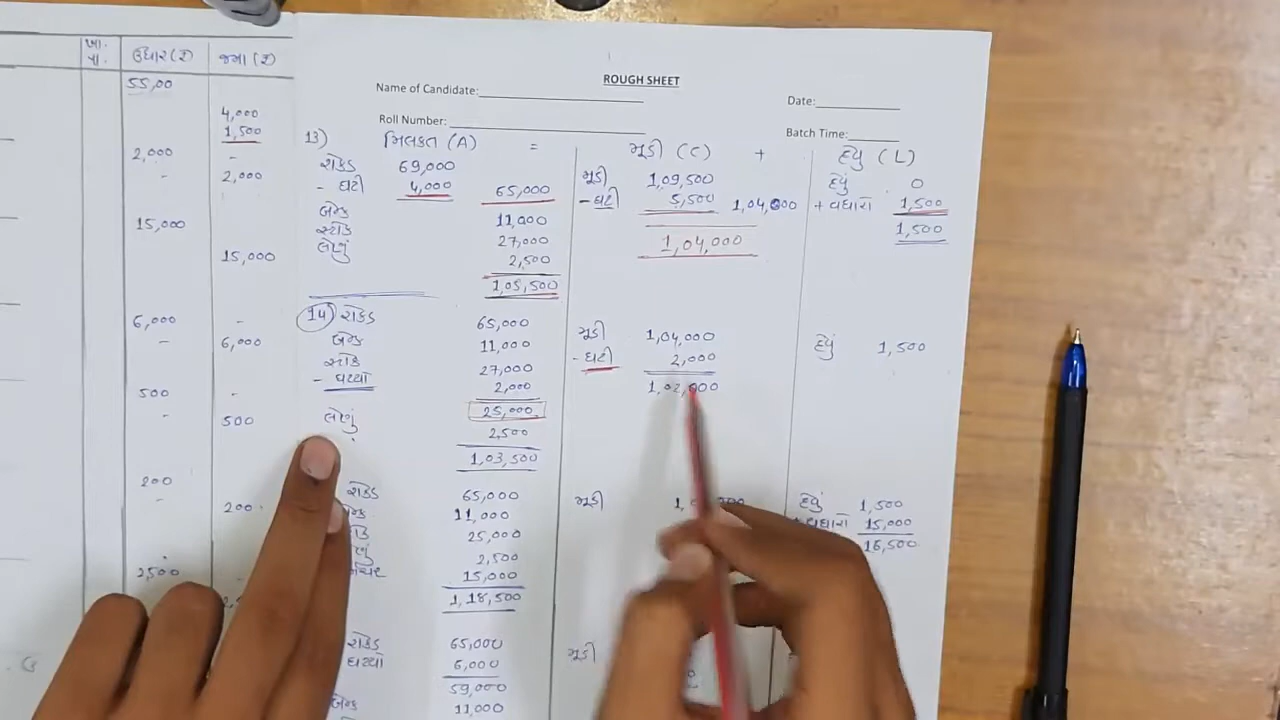 ખા. પા. ઉધાર (₹) જમા (₹)
55,00
4,000
1,500
2,000 -
- 2,000
15,000
15,000
6,000 -
- 6,000
500 -
- 500
200
- 200
2,500
ROUGH SHEET
Name of Candidate:
Date:
Roll Number:
Batch Time:
13) મિલકત (A) = મૂડી (C) + દેવું (L)
રોકડ 69,000 મૂડી 1,09,500 દેવું 0
- ઘટી 4,000 65,000 - ઘટી 5,500 1,04,000 + વધારો 1,500
બેન્ક 11,000 1,500
સ્ટોક 27,000 1,04,000
લેણું 2,500
1,05,500
14) રોકડ 65,000 મૂડી 1,04,000 દેવું 1,500
બેન્ક 11,000 - ઘટી 2,000
સ્ટોક 27,000 1,02,000
- ઘટ્યો 2,000
25,000
લેણું 2,500
1,03,500
રોકડ 65,000 મૂડી દેવું 1,500
11,000 15,000
25,000 16,500
2,500
15,000
1,18,500
રોકડ 65,000 મૂડી
ઘટ્યો 6,000
59,000
બેન્ક 11,000